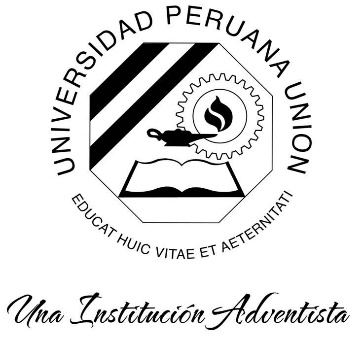 UNIVERSIDAD PERUANA UNION
EDUCAT HUIC VITAE ET AETERNITATI
Una Institución Adventista